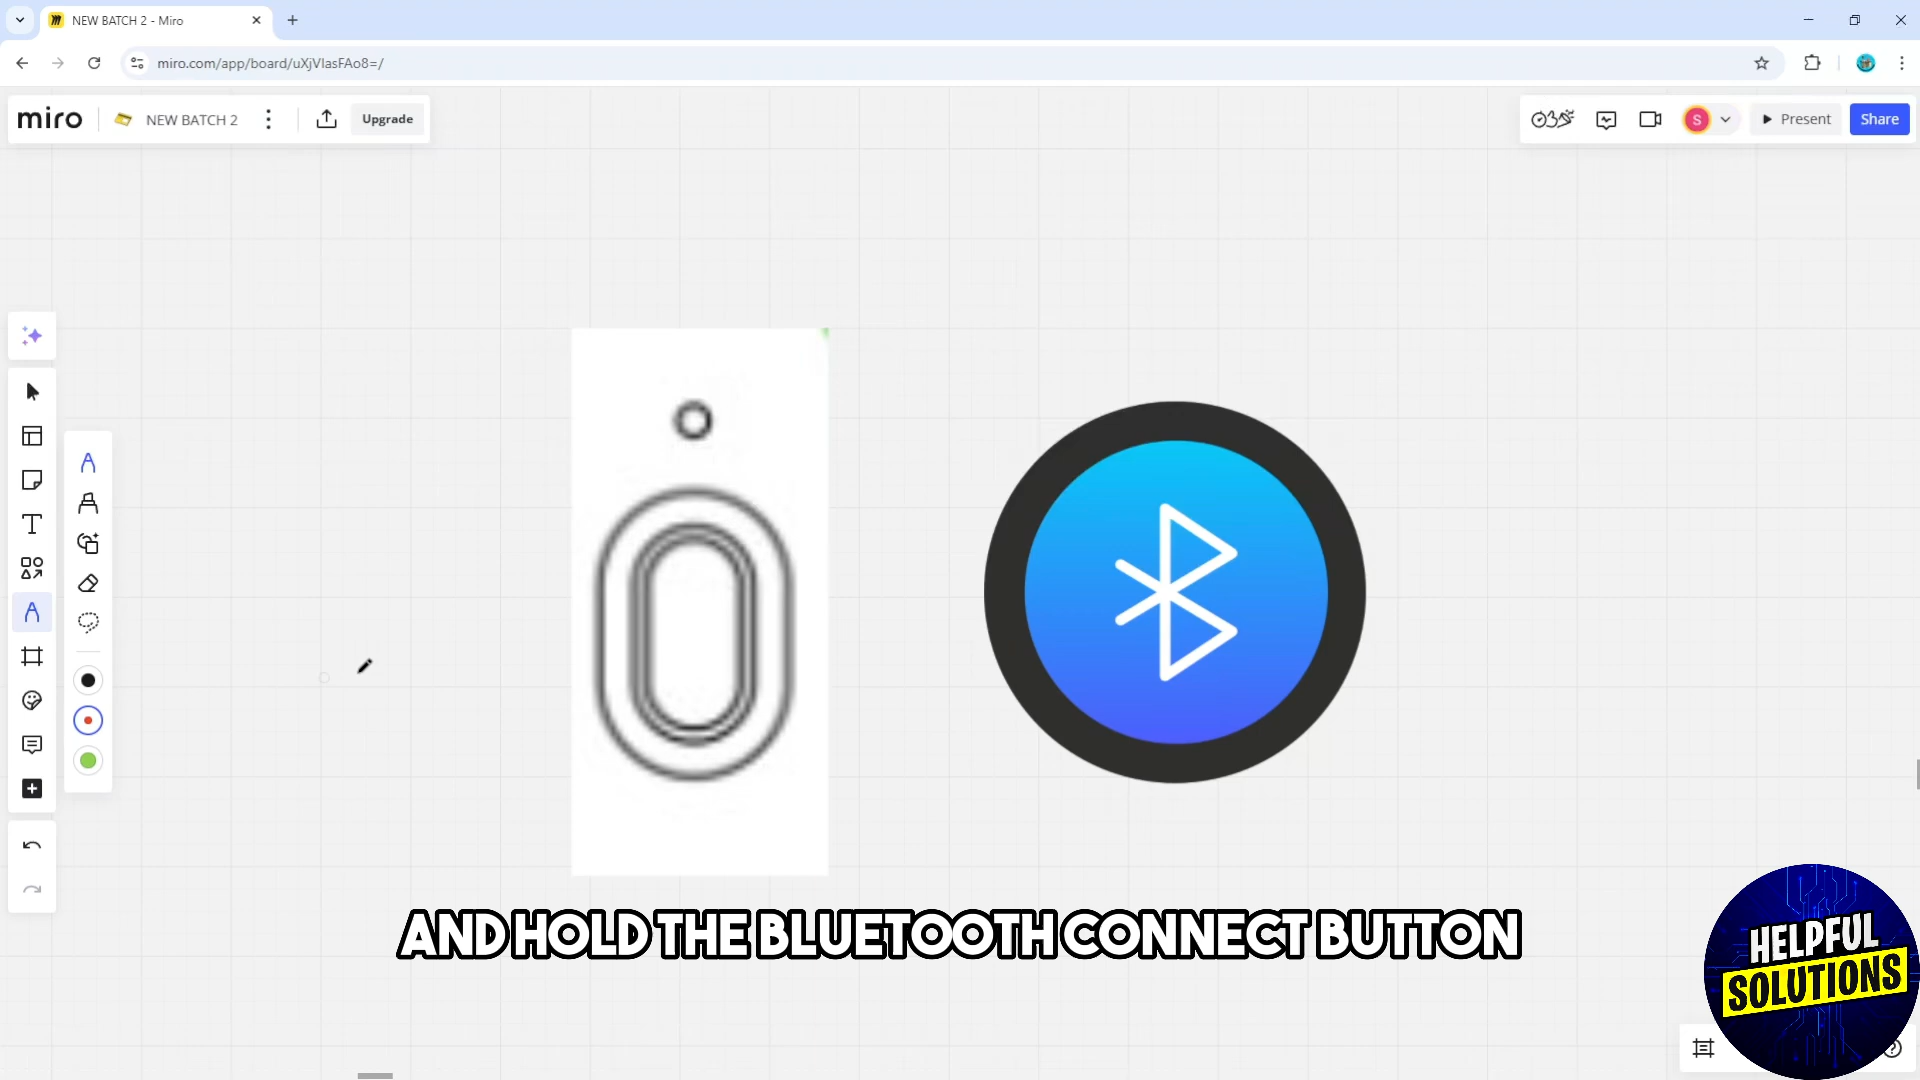 NEW BATCH 2 - Miro
miro.com/app/board/uXjVIasFAo8=/
miro
NEW BATCH 2
Upgrade
S
Present
Share
AND HOLD THE BLUETOOTH CONNECT BUTTON
HELPFUL
SOLUTIONS